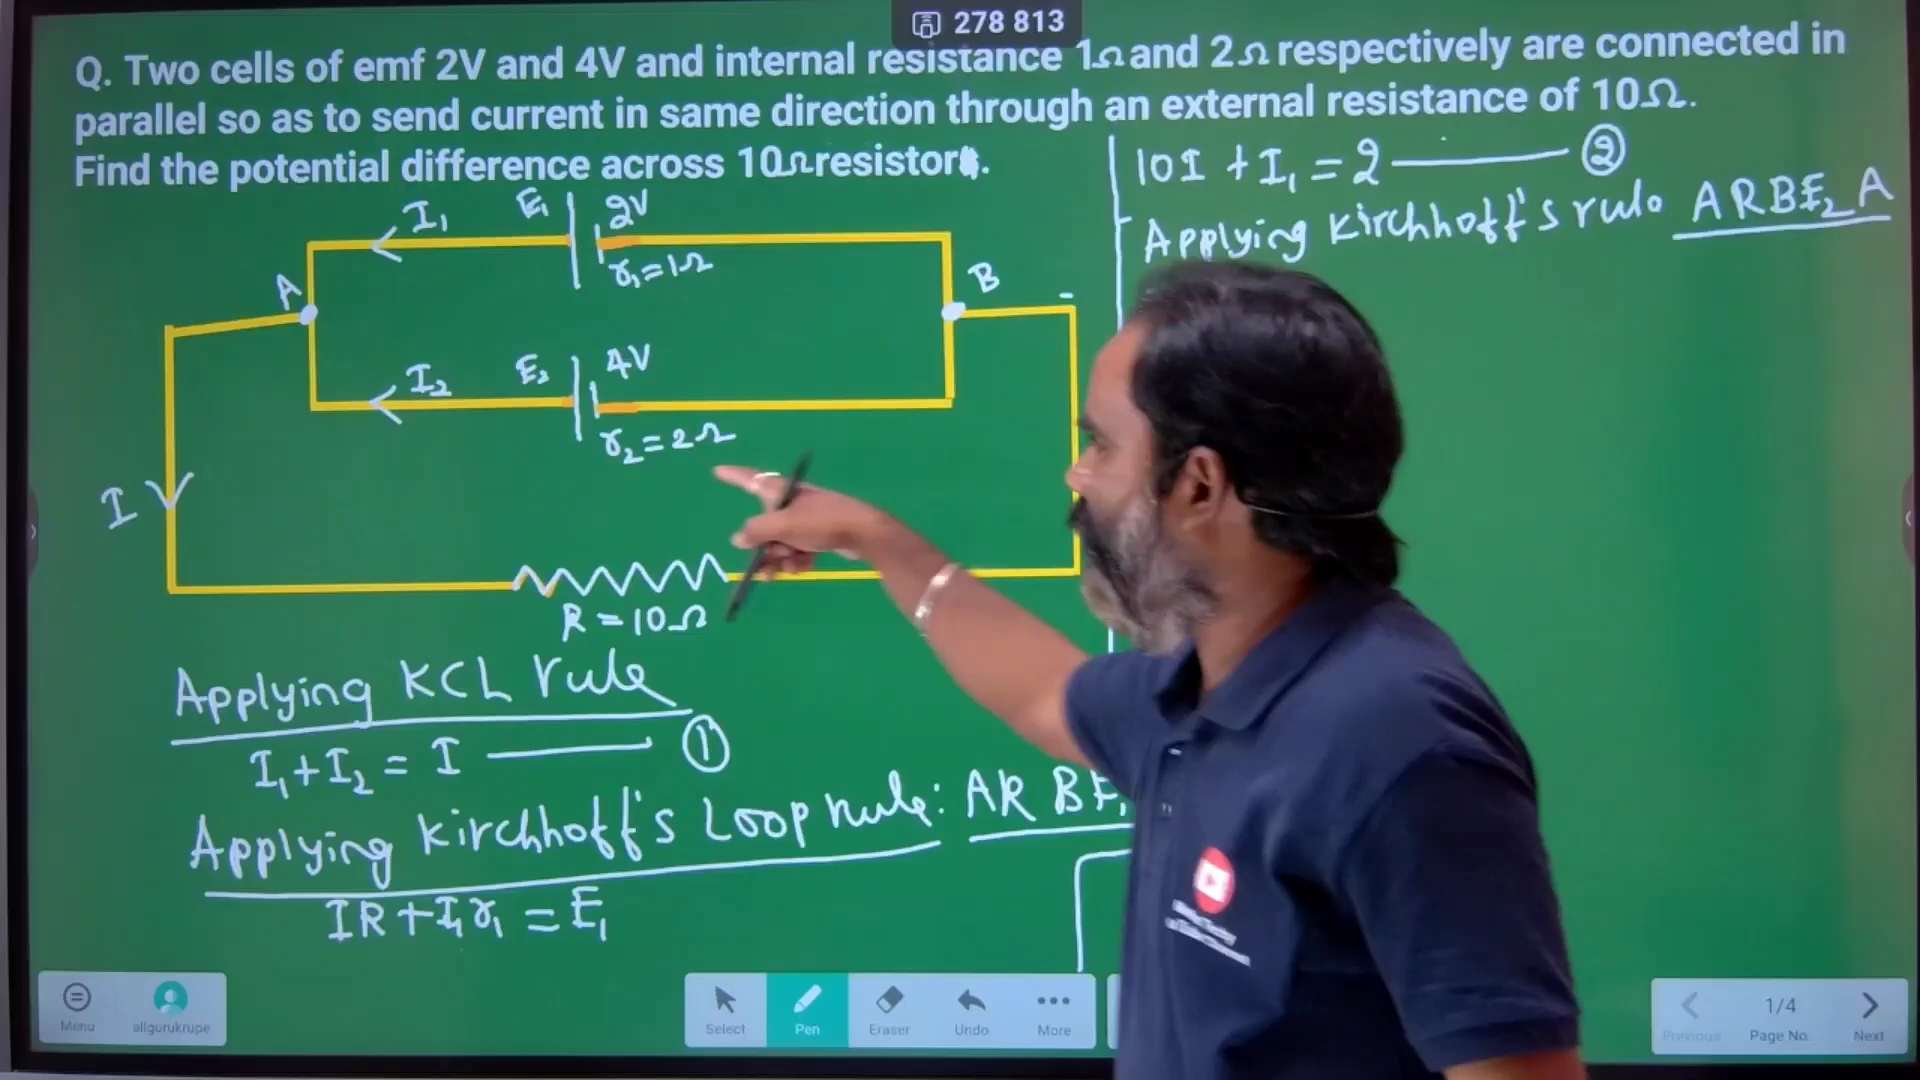 278 813
Q. Two cells of emf 2V and 4V and internal resistance 1Ω and 2Ω respectively are connected in
parallel so as to send current in same direction through an external resistance of 10Ω.
Find the potential difference across 10Ω resistor.
10I + I₁ = 2 ——— ②
Applying Kirchhoff's rule ARBE₂A
I₁
E₁
2V
r₁=1Ω
A
B
-
I₂
E₂
4V
r₂=2Ω
I
R=10Ω
Applying KCL rule
I₁+I₂ = I ——— ①
Applying Kirchhoff's Loop rule: ARBE₁
IR+I₁r₁ = E₁
Menu
allgurukrupe
Select
Pen
Eraser
Undo
More
1/4
Previous
Page No.
Next